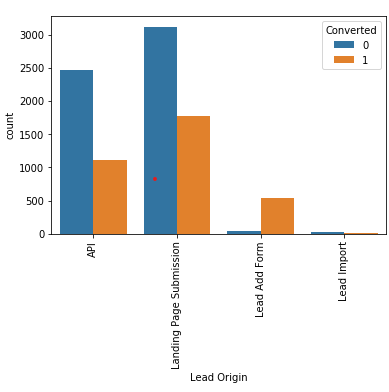 Converted
0
1
3000
2500
2000
1500
1000
500
0
count
API
Landing Page Submission
Lead Add Form
Lead Import
Lead Origin